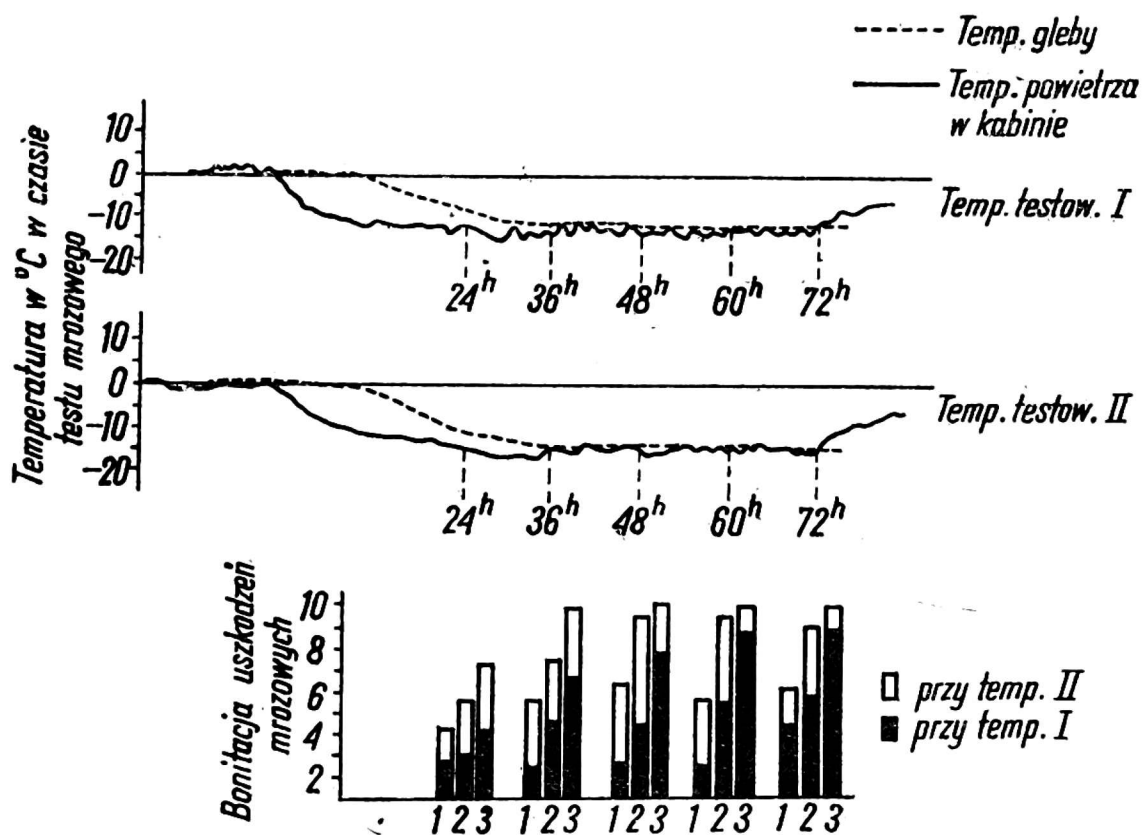 Temp. gleby
Temp. powietrza
w kabinie
Temperatura w °C w czasie
testu mrozowego
10
0
-10
-20
Temp. testow. I
24h 36h 48h 60h 72h
10
0
-10
-20
Temp. testow. II
24h 36h 48h 60h 72h
Bonitacja uszkodzeń
mrozowych
10
8
6
4
2
przy temp. II
przy temp. I
1 2 3 1 2 3 1 2 3 1 2 3 1 2 3